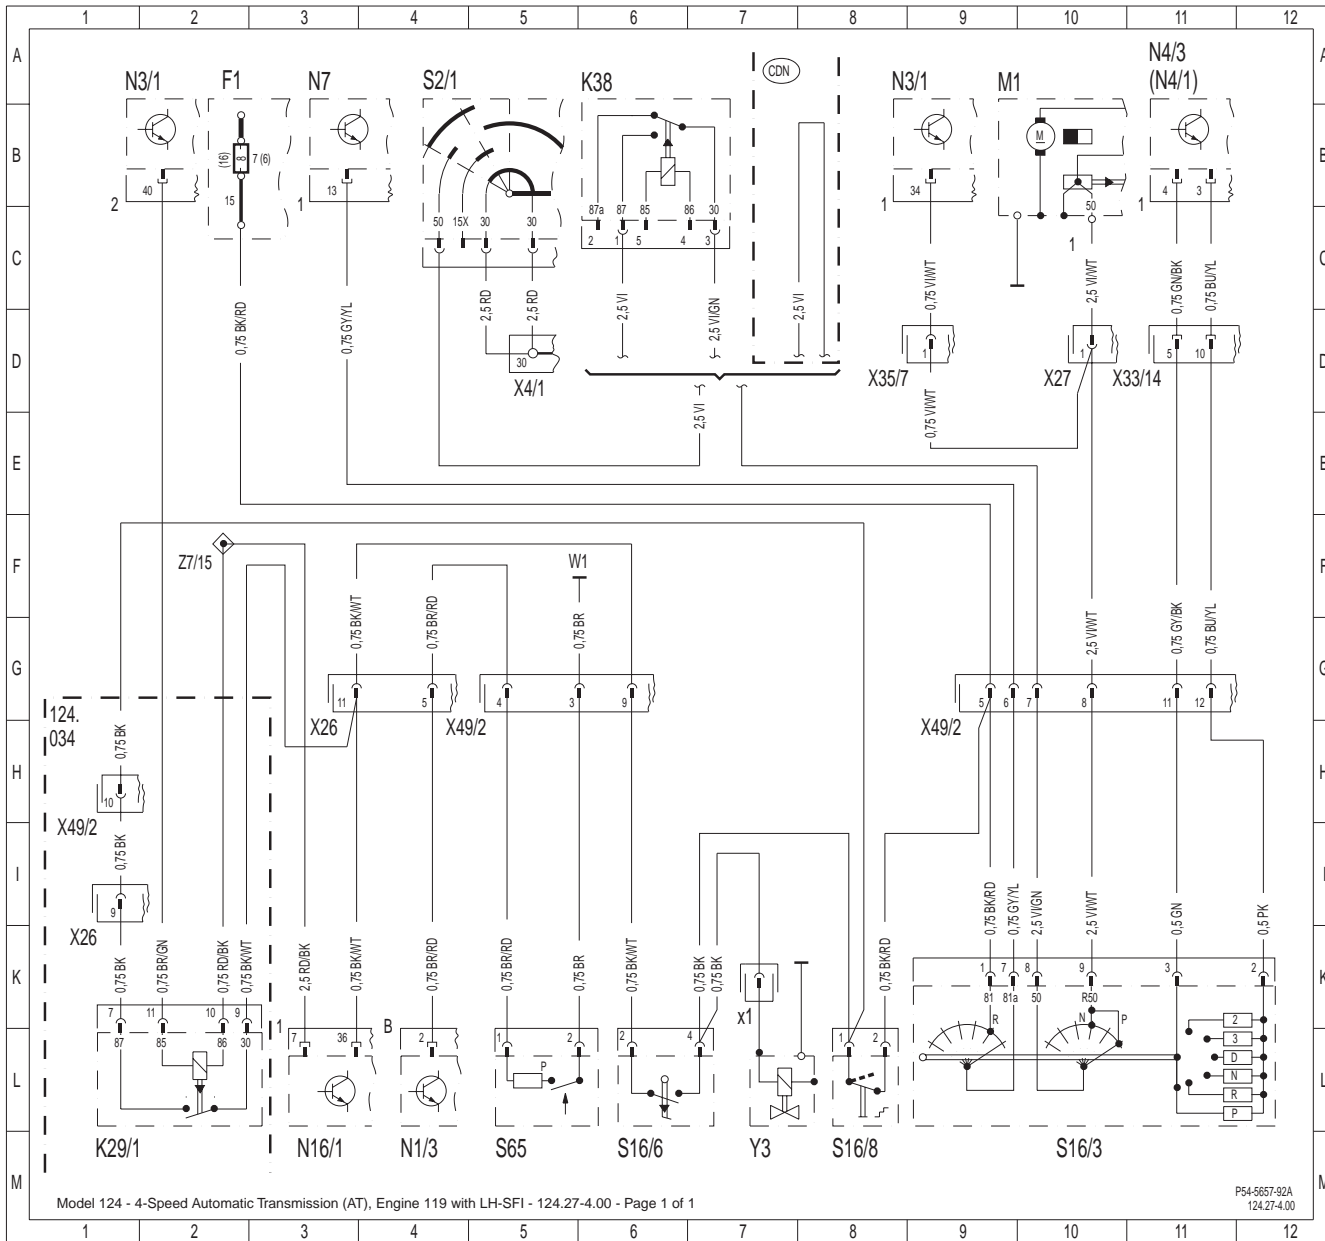 1 2 3 4 5 6 7 8 9 10 11 12
A A
N3/1 F1 N7 S2/1 K38 CDN N3/1 M1 N4/3
(N4/1)
B B
(16) 8 7 (6) M
40 15 13 34 50 4 3
2 1 1 1 1
50 15X 30 30
87a 87 85 86 30
2 1 5 4 3
C C
0,75 BK/RD 0,75 GY/YL 2,5 RD 2,5 RD 2,5 VI 2,5 VI/GN 2,5 VI 0,75 VI/WT 2,5 VI/WT 0,75 GN/BK 0,75 BU/YL
D D
30 1 1 5 10
X4/1 X35/7 X27 X33/14
2,5 VI 0,75 VI/WT
E E
F F
Z7/15 W1
0,75 BK/WT 0,75 BR/RD 0,75 BR 2,5 VI/WT 0,75 GY/BK 0,75 BU/YL
G G
11 5 4 3 9 5 6 7 8 11 12
X26 X49/2 X49/2
124.
034
0,75 BK
H H
10
X49/2
0,75 BK
I I
9
X26
0,75 BK/RD 0,75 GY/YL 2,5 VI/GN 2,5 VI/WT 0,5 GN 0,5 PK
0,75 BK 0,75 BR/GN 0,75 RD/BK 0,75 BK/WT 2,5 RD/BK 0,75 BK/WT 0,75 BR/RD 0,75 BR/RD 0,75 BR 0,75 BK/WT 0,75 BK 0,75 BK 0,75 BK/RD
K K
x1
1 7 8 9 3 2
81 81a 50 R50
R N P
7 11 10 9
87 85 86 30
1 7 36 B 2 1 2 2 4 1 2
P
2
3
D
N
R
P
L L
K29/1 N16/1 N1/3 S65 S16/6 Y3 S16/8 S16/3
M M
Model 124 - 4-Speed Automatic Transmission (AT), Engine 119 with LH-SFI - 124.27-4.00 - Page 1 of 1
P54-5657-92A
124.27-4.00
1 2 3 4 5 6 7 8 9 10 11 12